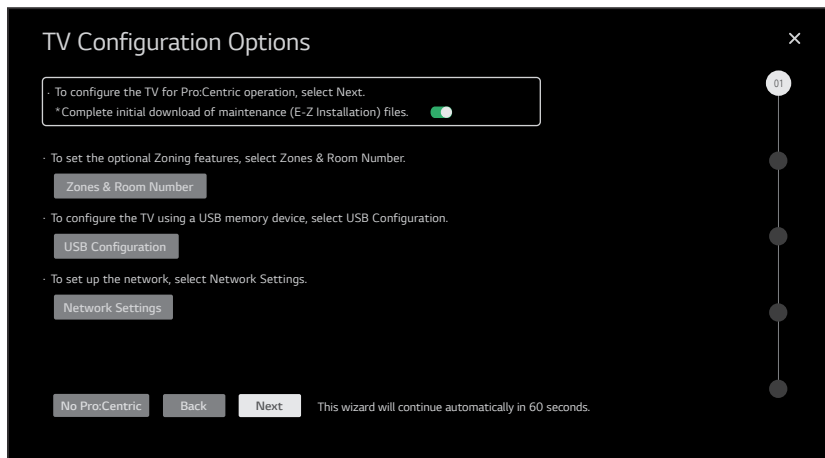 TV Configuration Options
×
01
· To configure the TV for Pro:Centric operation, select Next.
*Complete initial download of maintenance (E-Z Installation) files.
· To set the optional Zoning features, select Zones & Room Number.
Zones & Room Number
· To configure the TV using a USB memory device, select USB Configuration.
USB Configuration
· To set up the network, select Network Settings.
Network Settings
No Pro:Centric Back Next This wizard will continue automatically in 60 seconds.